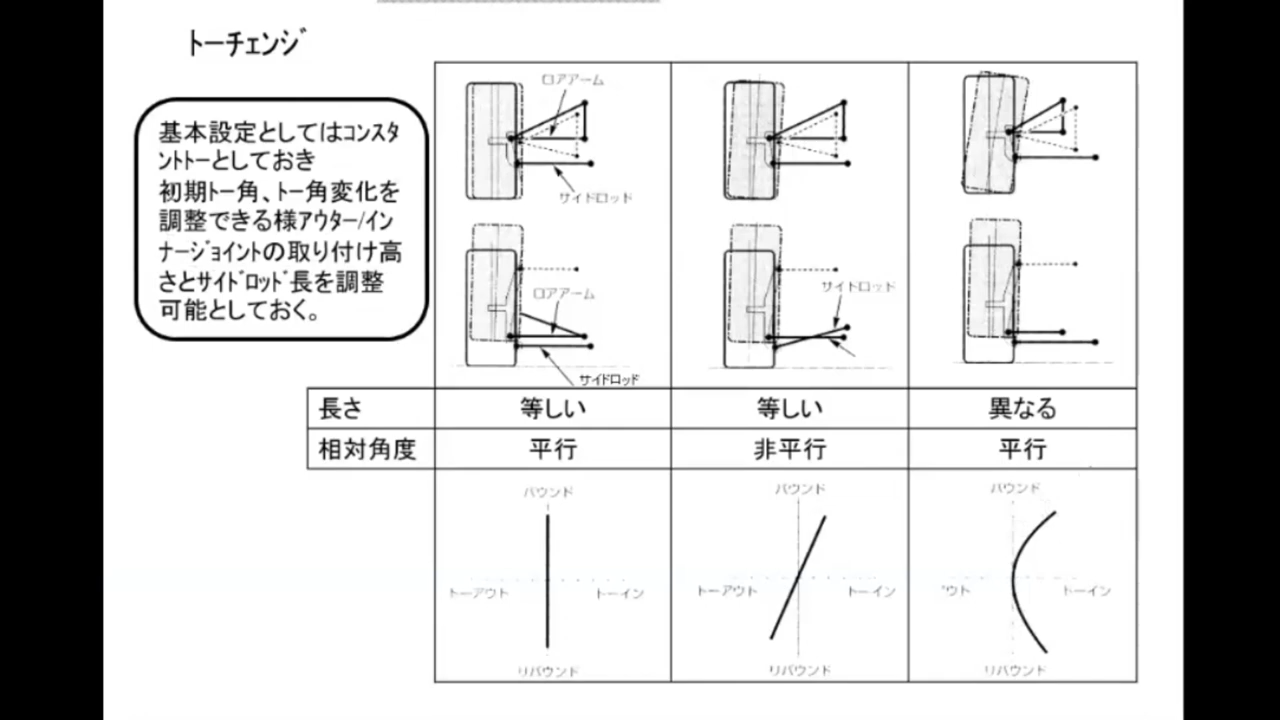 トーチェンジ
基本設定としてはｺﾝｽﾀ
ﾝﾄﾄｰとしておき
初期ﾄｰ角、ﾄｰ角変化を
調整できる様ｱｳﾀｰ/ｲﾝ
ﾅｰｼﾞｮｲﾝﾄの取り付け高
さとｻｲﾄﾞﾛｯﾄﾞ長を調整
可能としておく。
ロアアーム
サイドロッド
ロアアーム
サイドロッド
サイドロッド
長さ 等しい 等しい 異なる
相対角度 平行 非平行 平行
バウンド バウンド バウンド
トーアウト トーイン トーアウト トーイン ウト トーイン
リバウンド リバウンド リバウンド